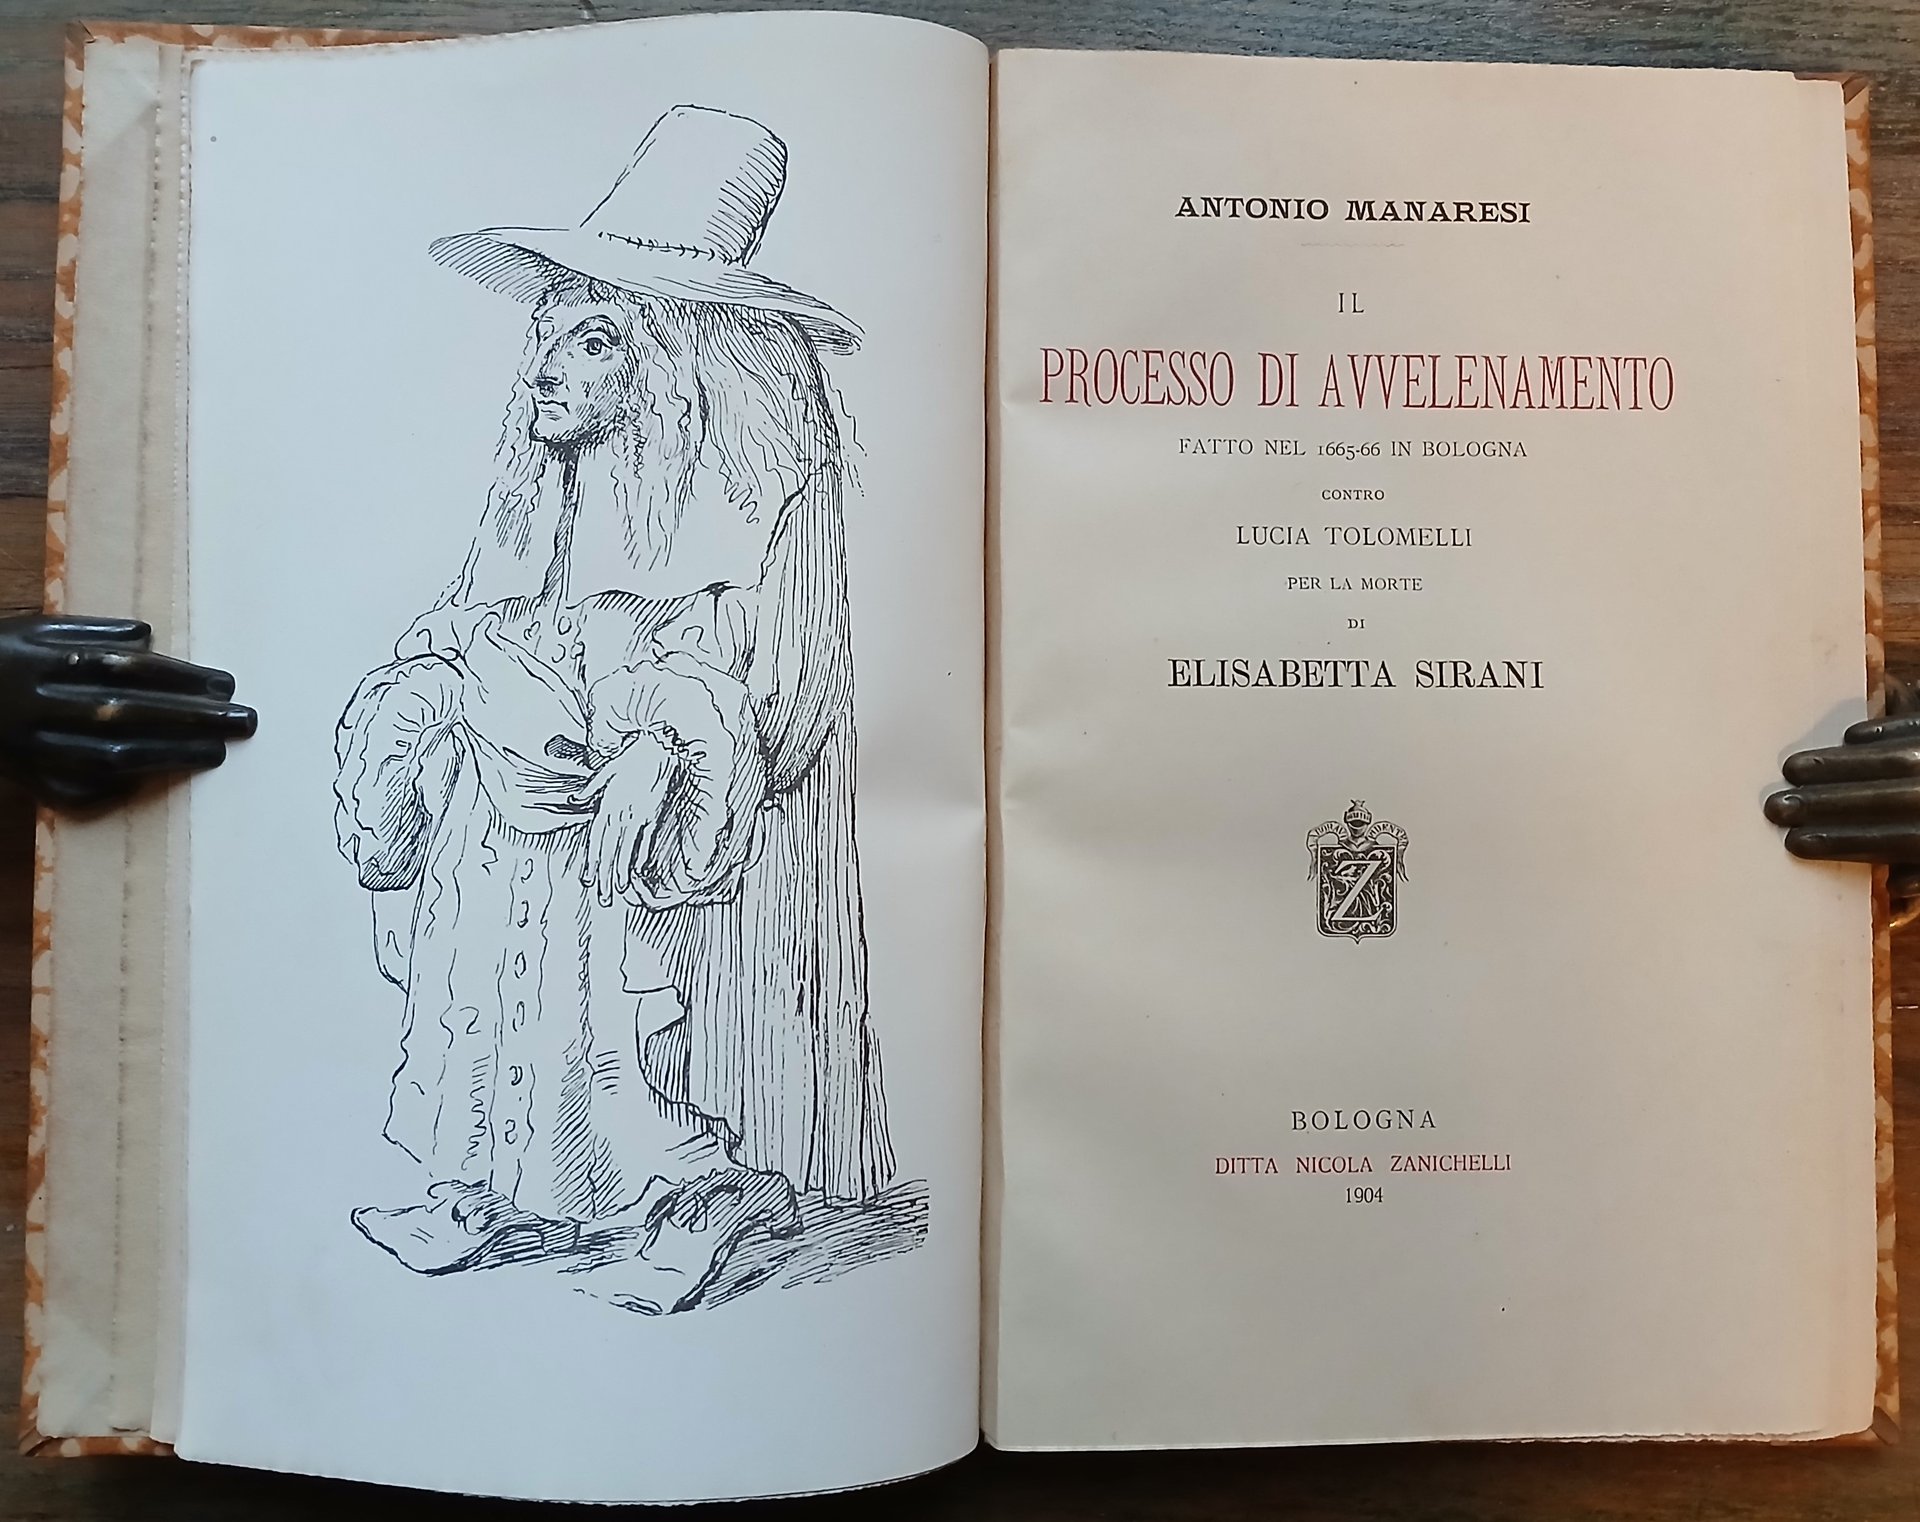 ANTONIO MANARESI
IL
PROCESSO DI AVVELENAMENTO
FATTO NEL 1665-66 IN BOLOGNA
CONTRO
LUCIA TOLOMELLI
PER LA MORTE
DI
ELISABETTA SIRANI
Z
BOLOGNA
DITTA NICOLA ZANICHELLI
1904